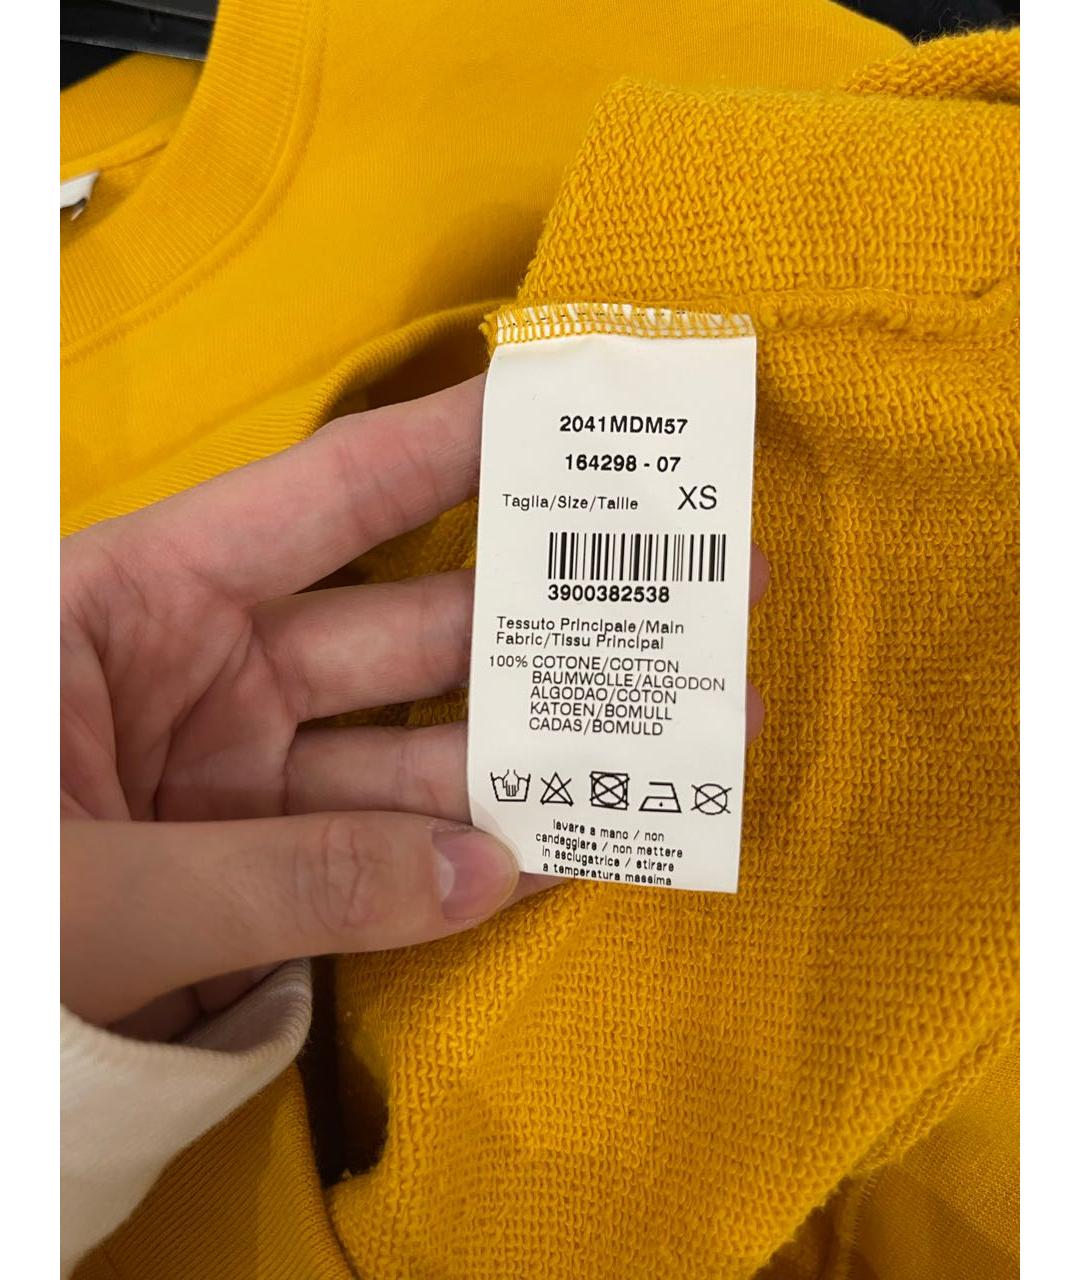 2041MDM57
164298 - 07
Taglia/Size/Taille XS
3900382538
Tessuto Principale/Main
Fabric/Tissu Principal
100% COTONE/COTTON
BAUMWOLLE/ALGODON
ALGODAO/COTON
KATOEN/BOMULL
CADAS/BOMULD
lavare a mano / non
candeggiare / non mettere
in asciugatrice / stirare
a temperatura massima